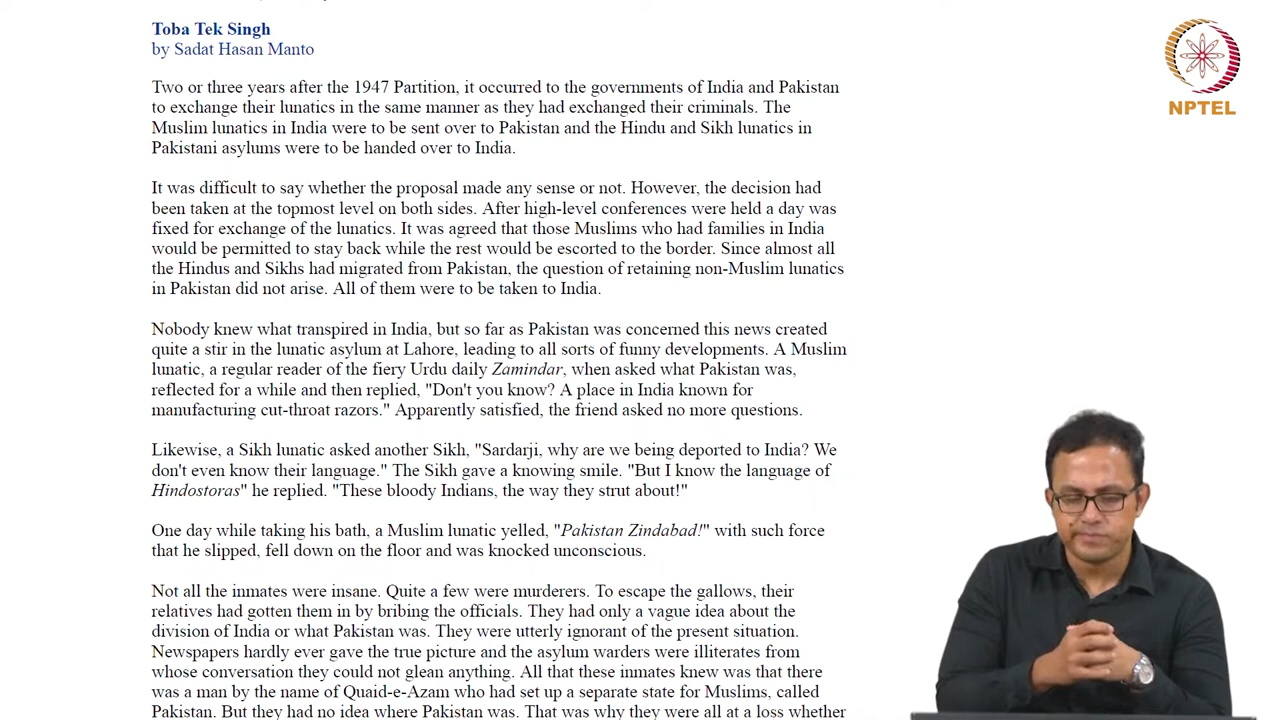 Toba Tek Singh
by Sadat Hasan Manto
Two or three years after the 1947 Partition, it occurred to the governments of India and Pakistan
to exchange their lunatics in the same manner as they had exchanged their criminals. The
Muslim lunatics in India were to be sent over to Pakistan and the Hindu and Sikh lunatics in
Pakistani asylums were to be handed over to India.
It was difficult to say whether the proposal made any sense or not. However, the decision had
been taken at the topmost level on both sides. After high-level conferences were held a day was
fixed for exchange of the lunatics. It was agreed that those Muslims who had families in India
would be permitted to stay back while the rest would be escorted to the border. Since almost all
the Hindus and Sikhs had migrated from Pakistan, the question of retaining non-Muslim lunatics
in Pakistan did not arise. All of them were to be taken to India.
Nobody knew what transpired in India, but so far as Pakistan was concerned this news created
quite a stir in the lunatic asylum at Lahore, leading to all sorts of funny developments. A Muslim
lunatic, a regular reader of the fiery Urdu daily Zamindar, when asked what Pakistan was,
reflected for a while and then replied, "Don't you know? A place in India known for
manufacturing cut-throat razors." Apparently satisfied, the friend asked no more questions.
Likewise, a Sikh lunatic asked another Sikh, "Sardarji, why are we being deported to India? We
don't even know their language." The Sikh gave a knowing smile. "But I know the language of
Hindostoras" he replied. "These bloody Indians, the way they strut about!"
One day while taking his bath, a Muslim lunatic yelled, "Pakistan Zindabad!" with such force
that he slipped, fell down on the floor and was knocked unconscious.
Not all the inmates were insane. Quite a few were murderers. To escape the gallows, their
relatives had gotten them in by bribing the officials. They had only a vague idea about the
division of India or what Pakistan was. They were utterly ignorant of the present situation.
Newspapers hardly ever gave the true picture and the asylum warders were illiterates from
whose conversation they could not glean anything. All that these inmates knew was that there
was a man by the name of Quaid-e-Azam who had set up a separate state for Muslims, called
Pakistan. But they had no idea where Pakistan was. That was why they were all at a loss whether
NPTEL